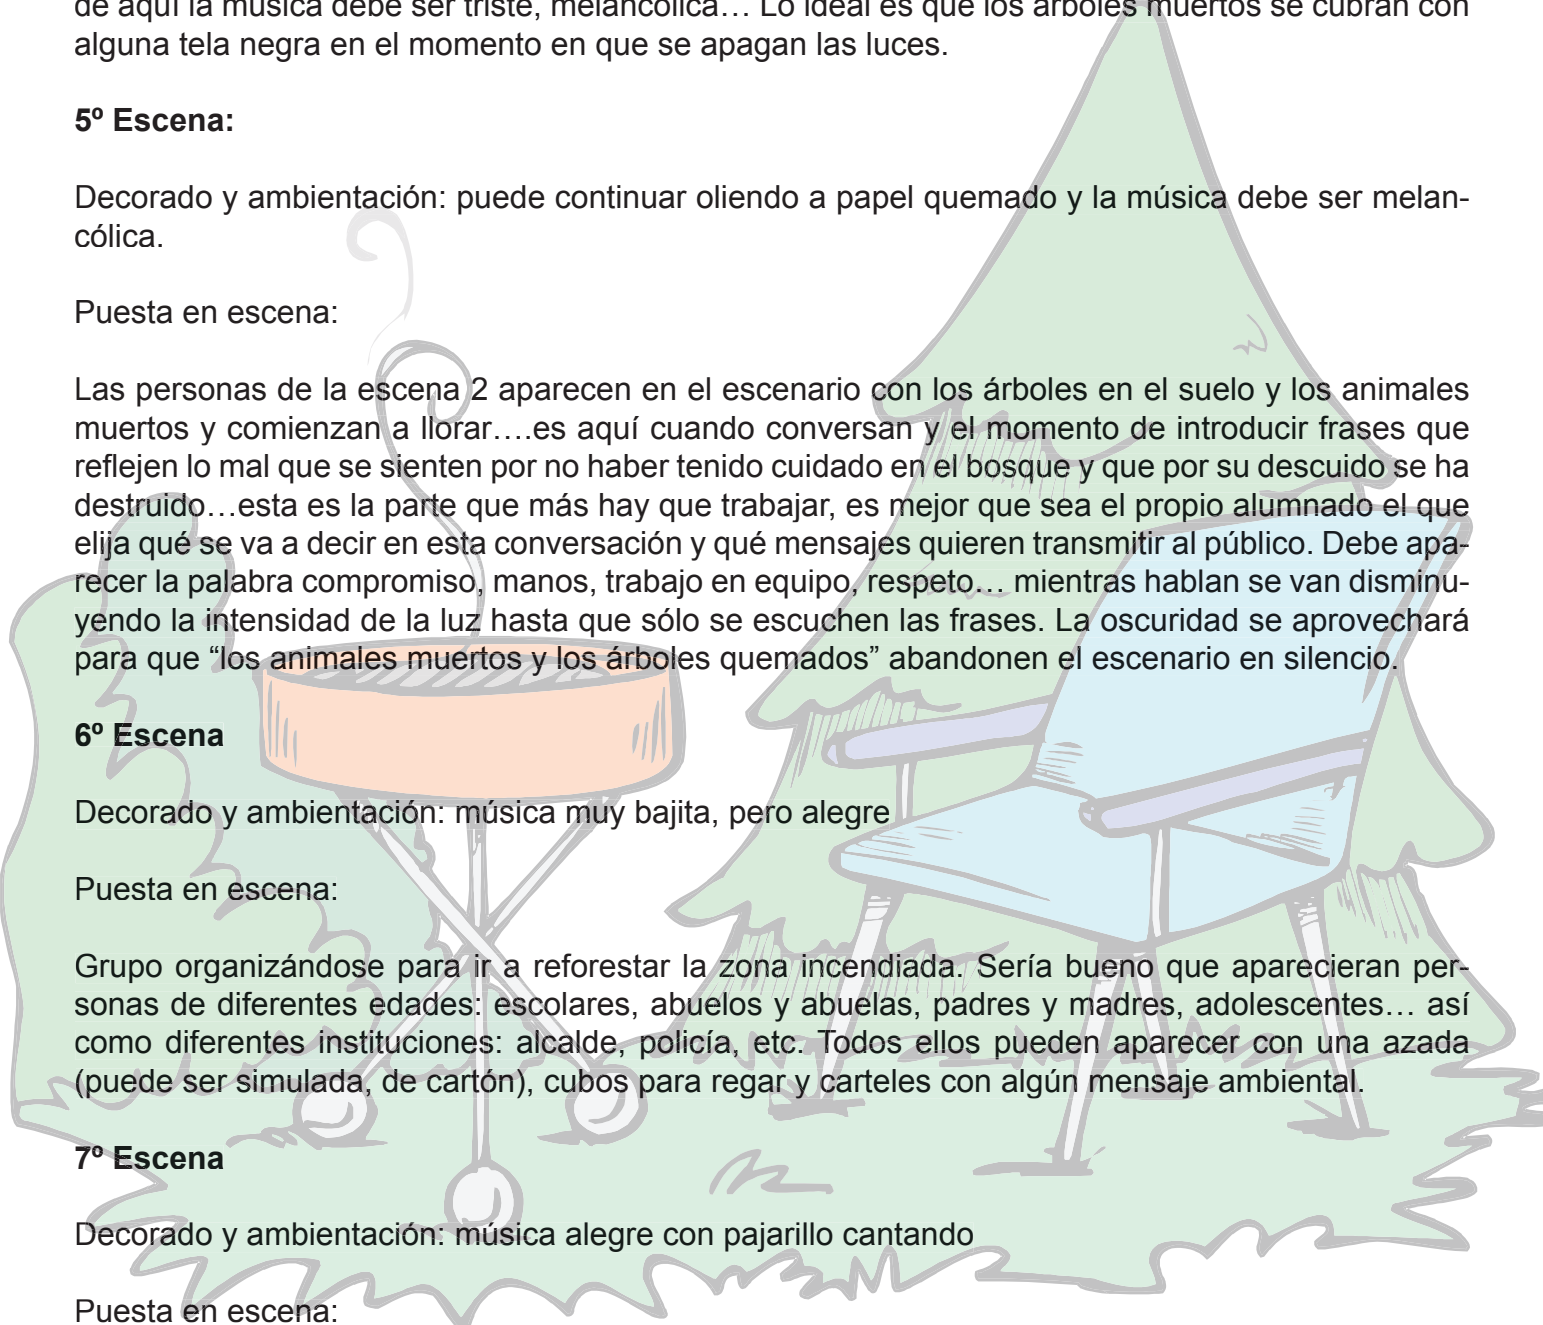 de aquí la música debe ser triste, melancólica… Lo ideal es que los árboles muertos se cubran con
alguna tela negra en el momento en que se apagan las luces.
5º Escena:
Decorado y ambientación: puede continuar oliendo a papel quemado y la música debe ser melan-
cólica.
Puesta en escena:
Las personas de la escena 2 aparecen en el escenario con los árboles en el suelo y los animales
muertos y comienzan a llorar….es aquí cuando conversan y el momento de introducir frases que
reflejen lo mal que se sienten por no haber tenido cuidado en el bosque y que por su descuido se ha
destruido…esta es la parte que más hay que trabajar, es mejor que sea el propio alumnado el que
elija qué se va a decir en esta conversación y qué mensajes quieren transmitir al público. Debe apa-
recer la palabra compromiso, manos, trabajo en equipo, respeto… mientras hablan se van disminu-
yendo la intensidad de la luz hasta que sólo se escuchen las frases. La oscuridad se aprovechará
para que “los animales muertos y los árboles quemados” abandonen el escenario en silencio.
6º Escena
Decorado y ambientación: música muy bajita, pero alegre
Puesta en escena:
Grupo organizándose para ir a reforestar la zona incendiada. Sería bueno que aparecieran per-
sonas de diferentes edades: escolares, abuelos y abuelas, padres y madres, adolescentes… así
como diferentes instituciones: alcalde, policía, etc. Todos ellos pueden aparecer con una azada
(puede ser simulada, de cartón), cubos para regar y carteles con algún mensaje ambiental.
7º Escena
Decorado y ambientación: música alegre con pajarillo cantando
Puesta en escena: